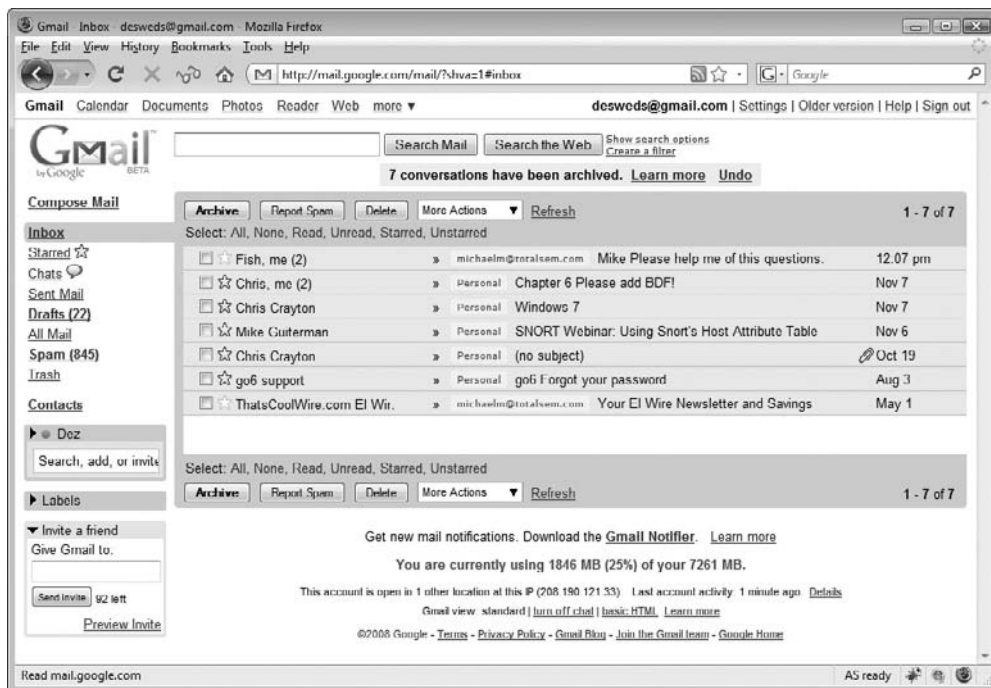 Gmail - Inbox - desweds@gmail.com - Mozilla Firefox
File Edit View History Bookmarks Tools Help
http://mail.google.com/mail/?shva=1#inbox
G Google
Gmail Calendar Documents Photos Reader Web more ▼ desweds@gmail.com | Settings | Older version | Help | Sign out
Gmail™ by Google BETA
Search Mail Search the Web Show search options
Create a filter
7 conversations have been archived. Learn more Undo
Compose Mail
Inbox
Starred
Chats
Sent Mail
Drafts (22)
All Mail
Spam (845)
Trash
Contacts
Dez
Search, add, or invite
Labels
Invite a friend
Give Gmail to:
Send Invite 92 left
Preview Invite
Archive Report Spam Delete More Actions ▼ Refresh 1 - 7 of 7
Select: All, None, Read, Unread, Starred, Unstarred
Fish, me (2) » michaelm@totalsem.com Mike Please help me of this questions. 12:07 pm
Chris, me (2) » Personal Chapter 6 Please add BDF! Nov 7
Chris Crayton » Personal Windows 7 Nov 7
Mike Guiterman » Personal SNORT Webinar: Using Snort's Host Attribute Table Nov 6
Chris Crayton » Personal (no subject) Oct 19
go6 support » Personal go6 Forgot your password Aug 3
ThatsCoolWire.com El Wir. » michaelm@totalsem.com Your El Wire Newsletter and Savings May 1
Select: All, None, Read, Unread, Starred, Unstarred
Archive Report Spam Delete More Actions ▼ Refresh 1 - 7 of 7
Get new mail notifications. Download the Gmail Notifier. Learn more
You are currently using 1846 MB (25%) of your 7261 MB.
This account is open in 1 other location at this IP (208.190.121.33). Last account activity: 1 minute ago. Details
Gmail view: standard | turn off chat | basic HTML Learn more
©2008 Google - Terms - Privacy Policy - Gmail Blog - Join the Gmail team - Google Home
Read mail.google.com AS ready